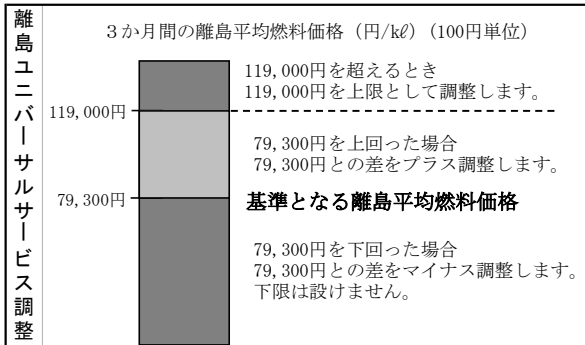 離島ユニバーサルサービス調整
3か月間の離島平均燃料価格（円/kℓ）(100円単位）
119,000円を超えるとき
119,000円を上限として調整します。
119,000円
79,300円を上回った場合
79,300円との差をプラス調整します。
79,300円
基準となる離島平均燃料価格
79,300円を下回った場合
79,300円との差をマイナス調整します。
下限は設けません。